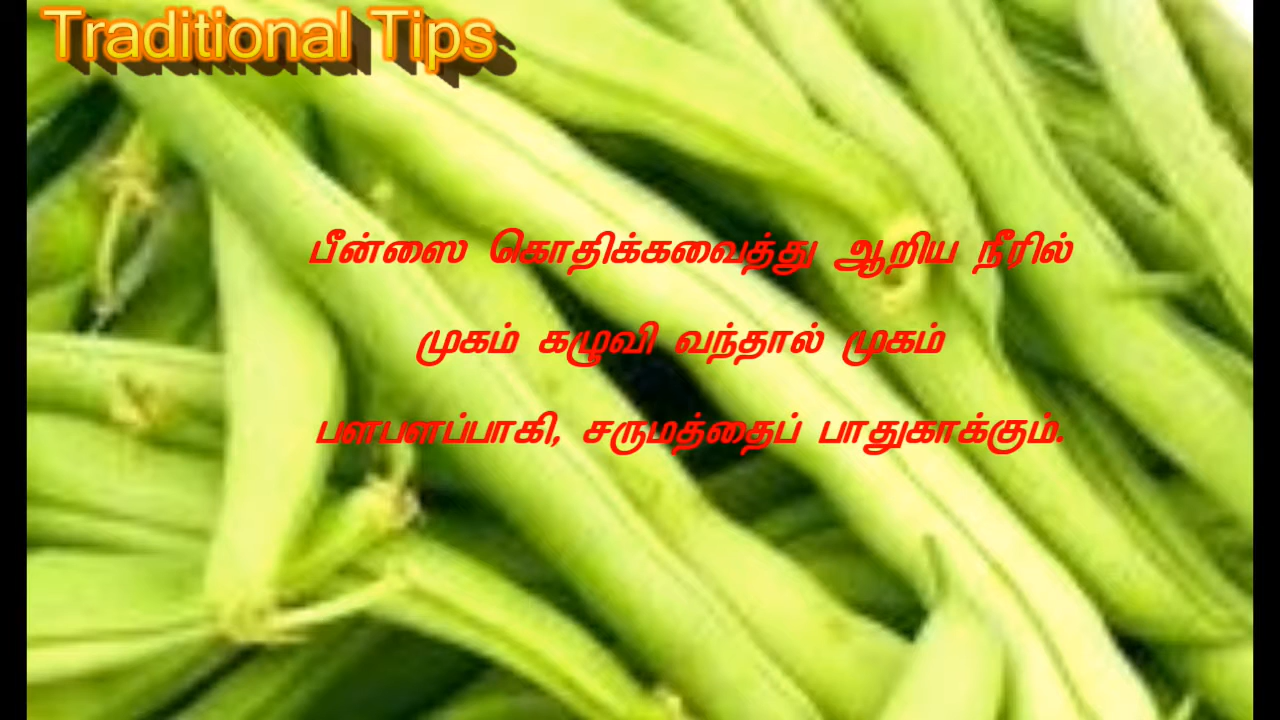 Traditional Tips
பீன்ஸை கொதிக்கவைத்து ஆறிய நீரில்
முகம் கழுவி வந்தால் முகம்
பளபளப்பாகி, சருமத்தைப் பாதுகாக்கும்.